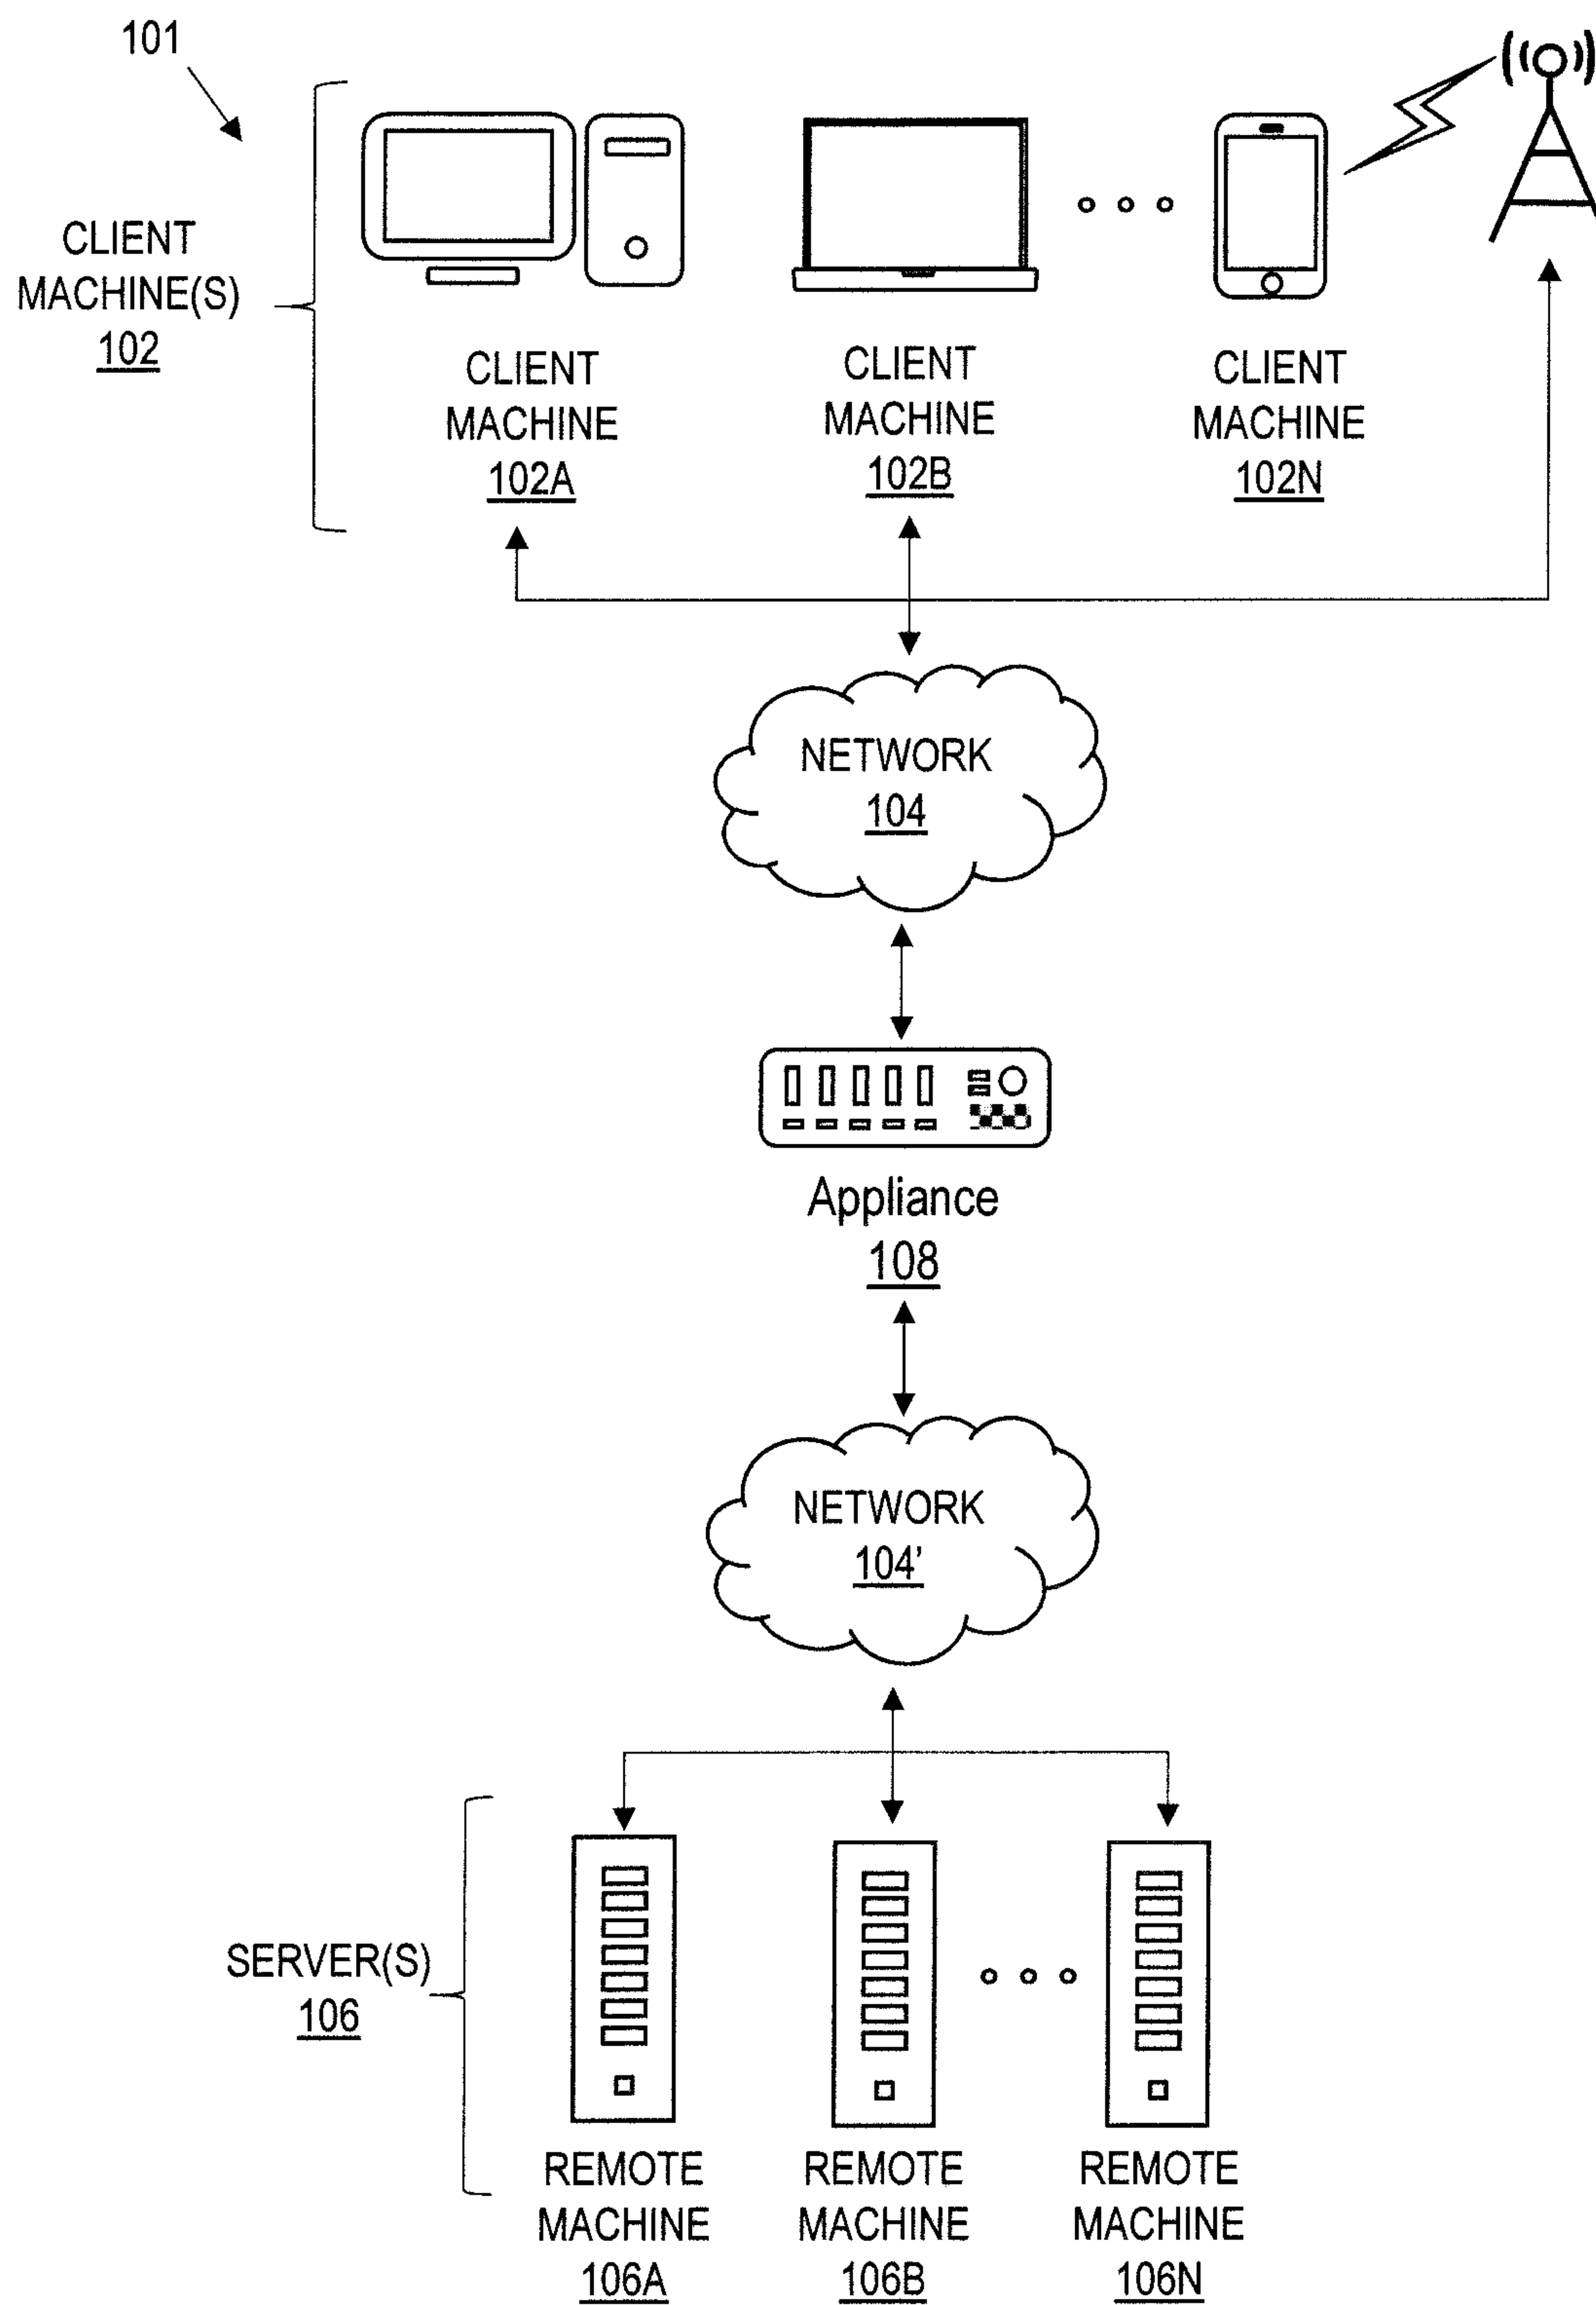 101
CLIENT
MACHINE(S)
102
CLIENT
MACHINE
102A
CLIENT
MACHINE
102B
CLIENT
MACHINE
102N
NETWORK
104
Appliance
108
NETWORK
104'
SERVER(S)
106
REMOTE
MACHINE
106A
REMOTE
MACHINE
106B
REMOTE
MACHINE
106N